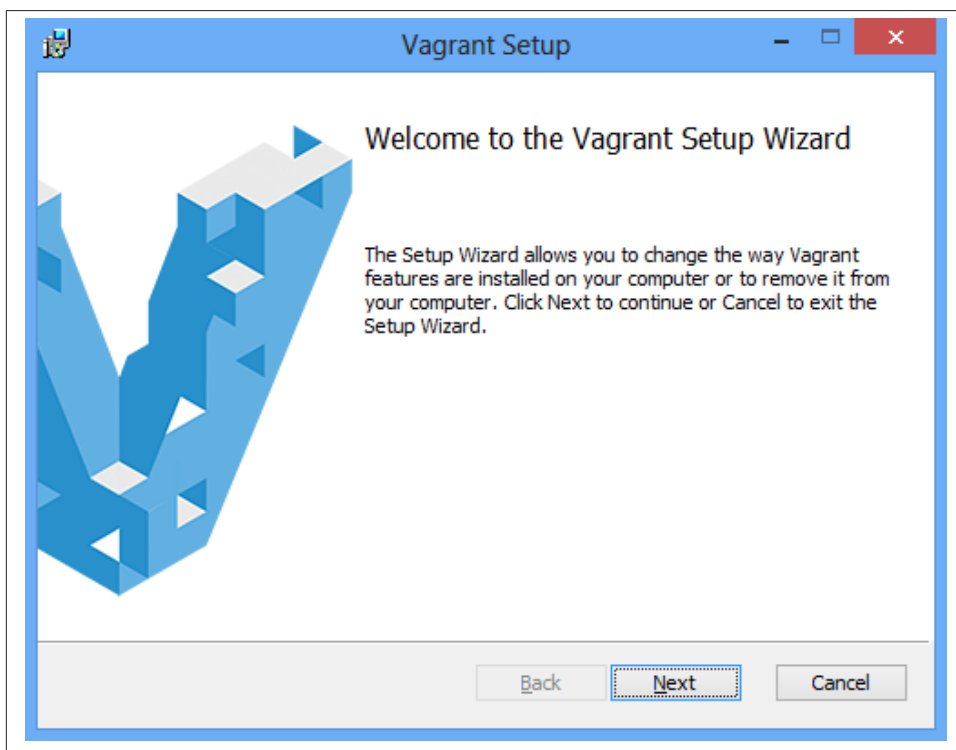 Vagrant Setup
Welcome to the Vagrant Setup Wizard
The Setup Wizard allows you to change the way Vagrant
features are installed on your computer or to remove it from
your computer. Click Next to continue or Cancel to exit the
Setup Wizard.
Back Next Cancel